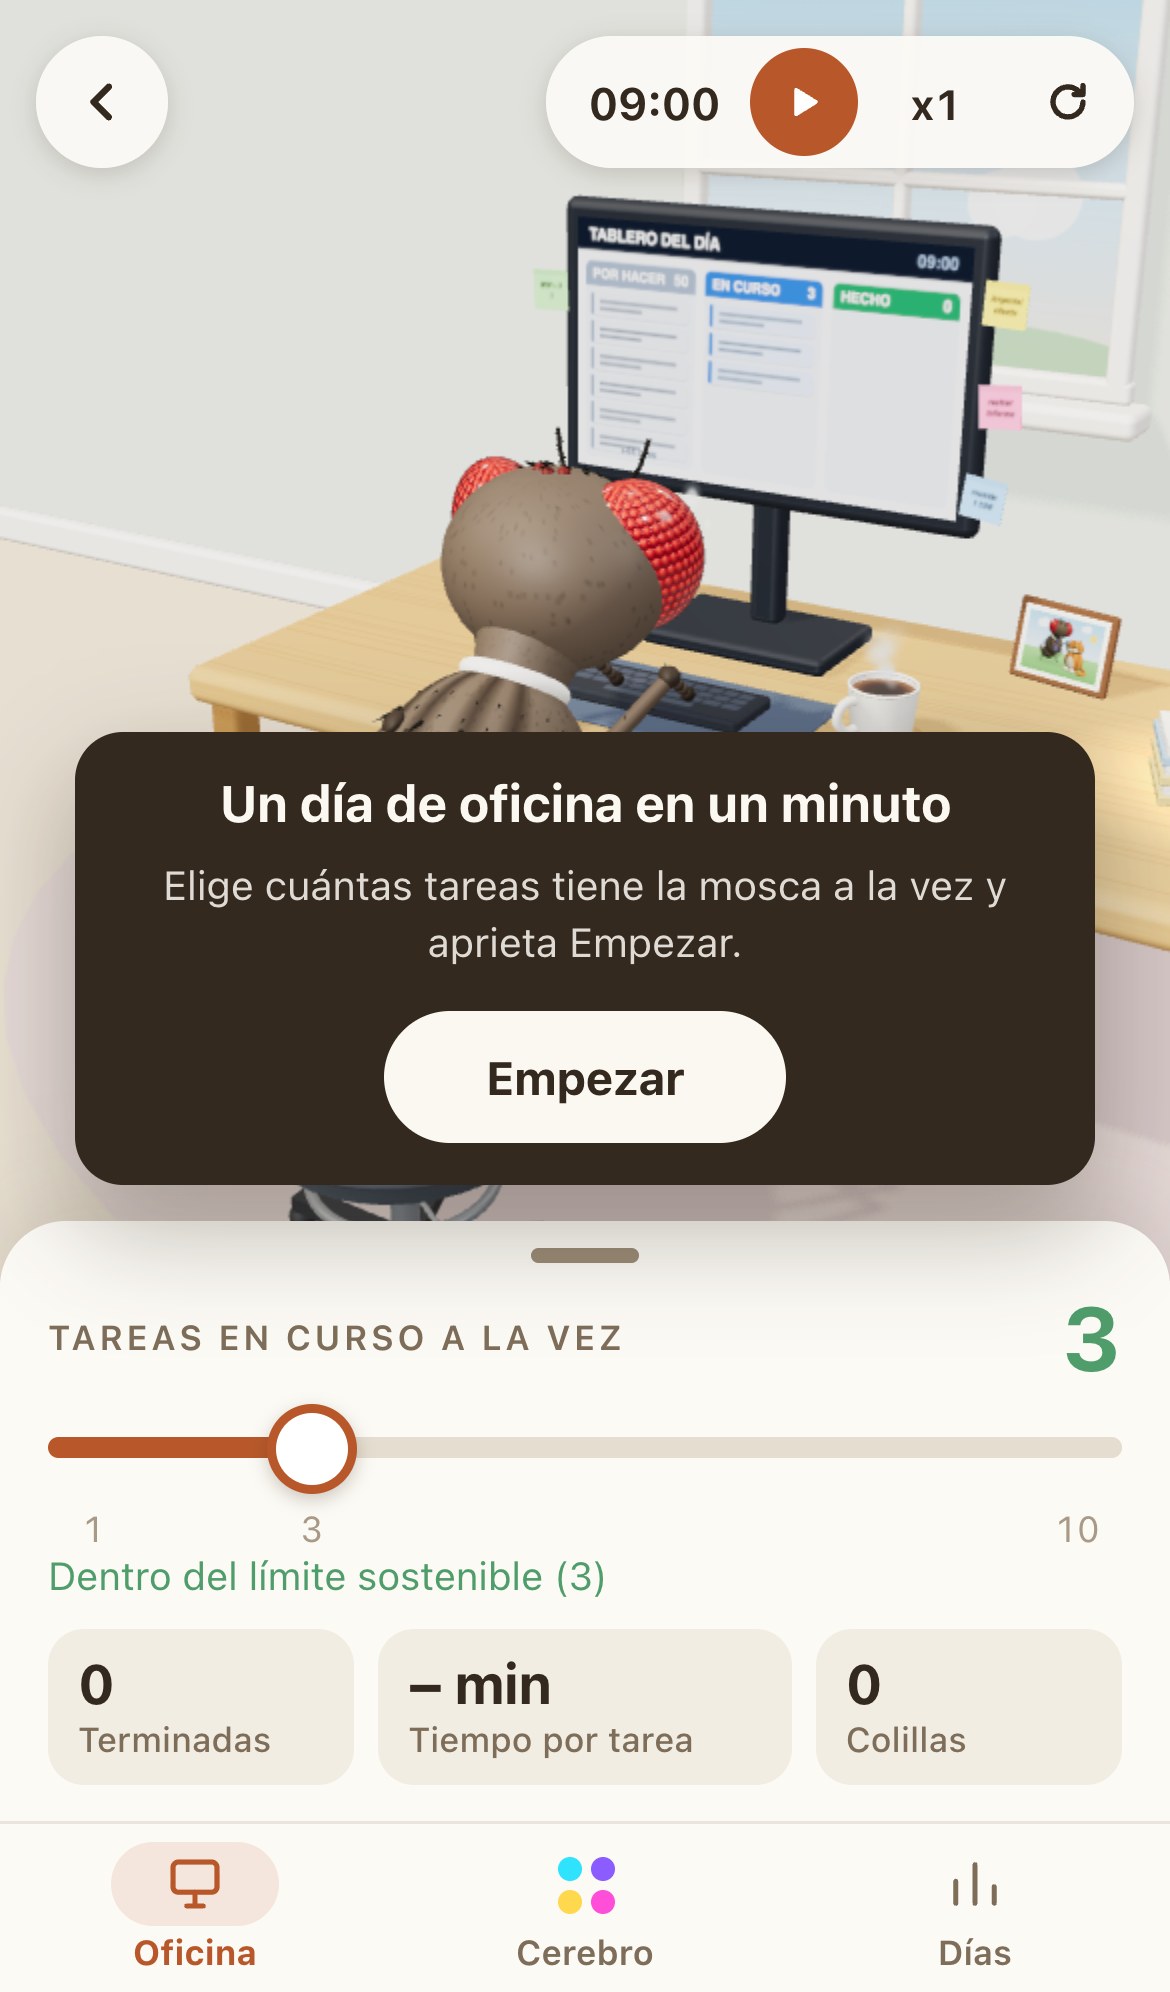 09:00
x1
TABLERO DEL DÍA
09:00
POR HACER 50
EN CURSO 3
HECHO 0
Un día de oficina en un minuto
Elige cuántas tareas tiene la mosca a la vez y
aprieta Empezar.
Empezar
TAREAS EN CURSO A LA VEZ
3
1
3
10
Dentro del límite sostenible (3)
0
– min
0
Terminadas
Tiempo por tarea
Colillas
Oficina
Cerebro
Días